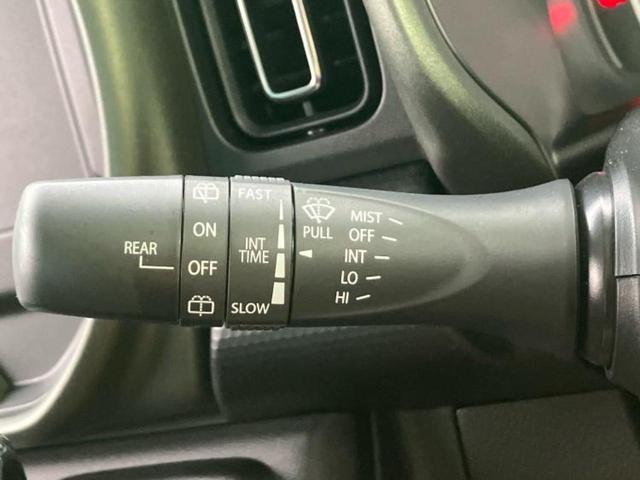 REAR
ON
OFF
FAST
INT
TIME
SLOW
PULL
MIST
OFF
INT
LO
HI